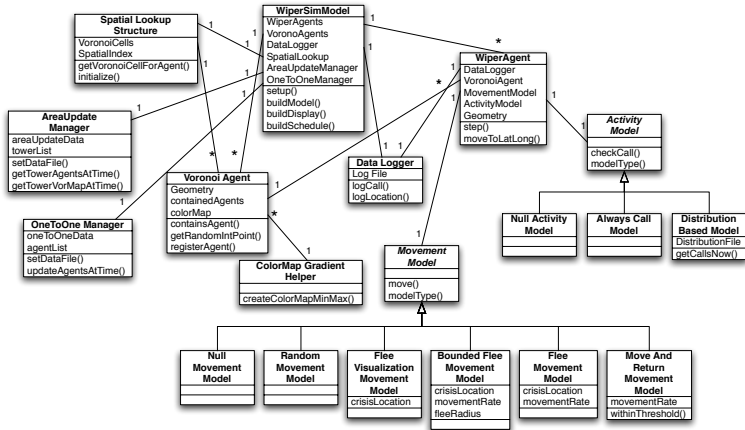 Spatial Lookup
Structure
VoronoiCells
SpatialIndex
getVoronoiCellForAgent()
initialize()
WiperSimModel
WiperAgents
VoronoAgents
DataLogger
SpatialLookup
AreaUpdateManager
OneToOneManager
setup()
buildModel()
buildDisplay()
buildSchedule()
WiperAgent
DataLogger
VoronoiAgent
MovementModel
ActivityModel
Geometry
step()
moveToLatLong()
AreaUpdate
Manager
areaUpdateData
towerList
setDataFile()
getTowerAgentsAtTime()
getTowerVorMapAtTime()
Activity
Model
checkCall()
modelType()
Voronoi Agent
Geometry
containedAgents
colorMap
containsAgent()
getRandomIntPoint()
registerAgent()
Data Logger
Log File
logCall()
logLocation()
OneToOne Manager
oneToOneData
agentList
setDataFile()
updateAgentsAtTime()
Null Activity
Model
Always Call
Model
Distribution
Based Model
DistributionFile
getCallsNow()
ColorMap Gradient
Helper
createColorMapMinMax()
Movement
Model
move()
modelType()
Null
Movement
Model
Random
Movement
Model
Flee
Visualization
Movement
Model
crisisLocation
Bounded Flee
Movement
Model
crisisLocation
movementRate
fleeRadius
Flee
Movement
Model
crisisLocation
movementRate
Move And
Return
Movement
Model
movementRate
withinThreshold()
1
1
1
1
1
1
1
1
*
*
*
*
1
1
1
1
1
1
1
1
1
*
1